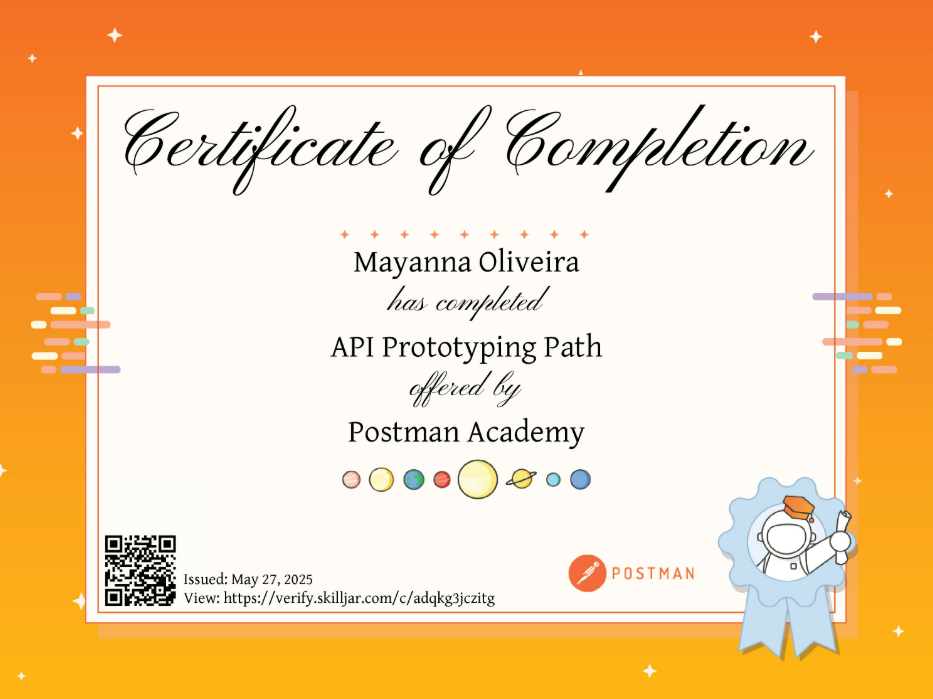 Certificate of Completion
Mayanna Oliveira
has completed
API Prototyping Path
offered by
Postman Academy
Issued: May 27, 2025
View: https://verify.skilljar.com/c/adqkg3jczitg
POSTMAN